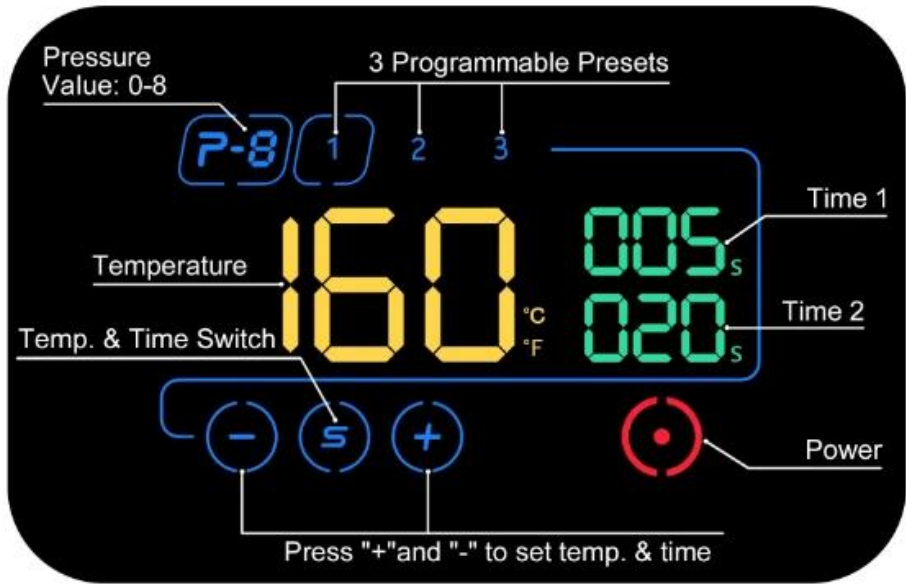 Pressure
Value: 0-8
3 Programmable Presets
P-8 1 2 3
Time 1
005 s
Temperature
160 °C °F
Time 2
020 s
Temp. & Time Switch
- S +
Power
Press "+"and "-" to set temp. & time